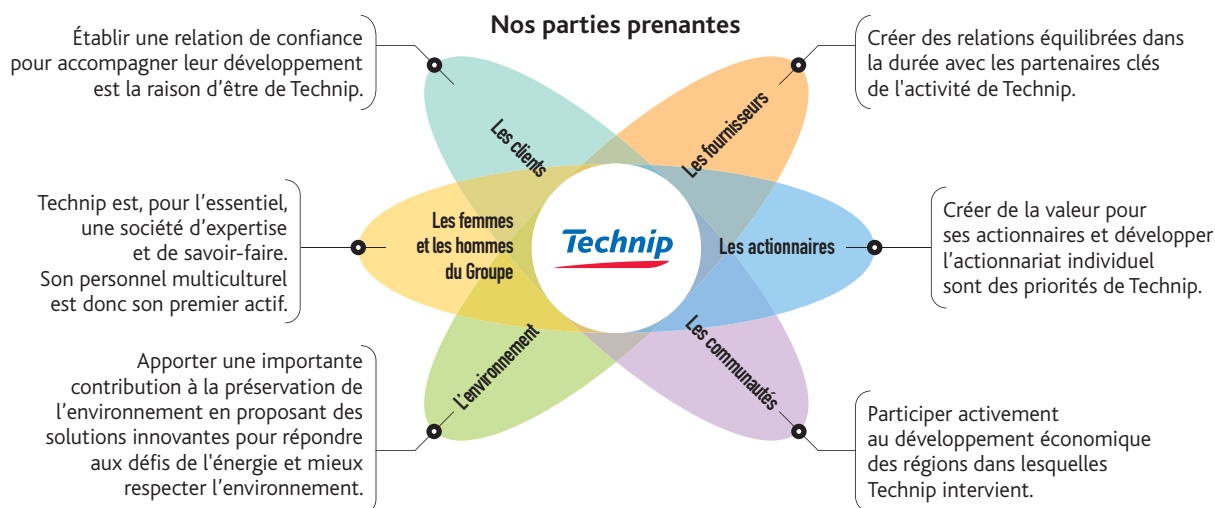 Nos parties prenantes
Établir une relation de confiance
pour accompagner leur développement
est la raison d’être de Technip.
Créer des relations équilibrées dans
la durée avec les partenaires clés
de l'activité de Technip.
Les clients
Les fournisseurs
Technip est, pour l’essentiel,
une société d’expertise
et de savoir-faire.
Son personnel multiculturel
est donc son premier actif.
Les femmes
et les hommes
du Groupe
Technip
Les actionnaires
Créer de la valeur pour
ses actionnaires et développer
l’actionnariat individuel
sont des priorités de Technip.
L’environnement
Les communautés
Apporter une importante
contribution à la préservation de
l’environnement en proposant des
solutions innovantes pour répondre
aux défis de l'énergie et mieux
respecter l’environnement.
Participer activement
au développement économique
des régions dans lesquelles
Technip intervient.